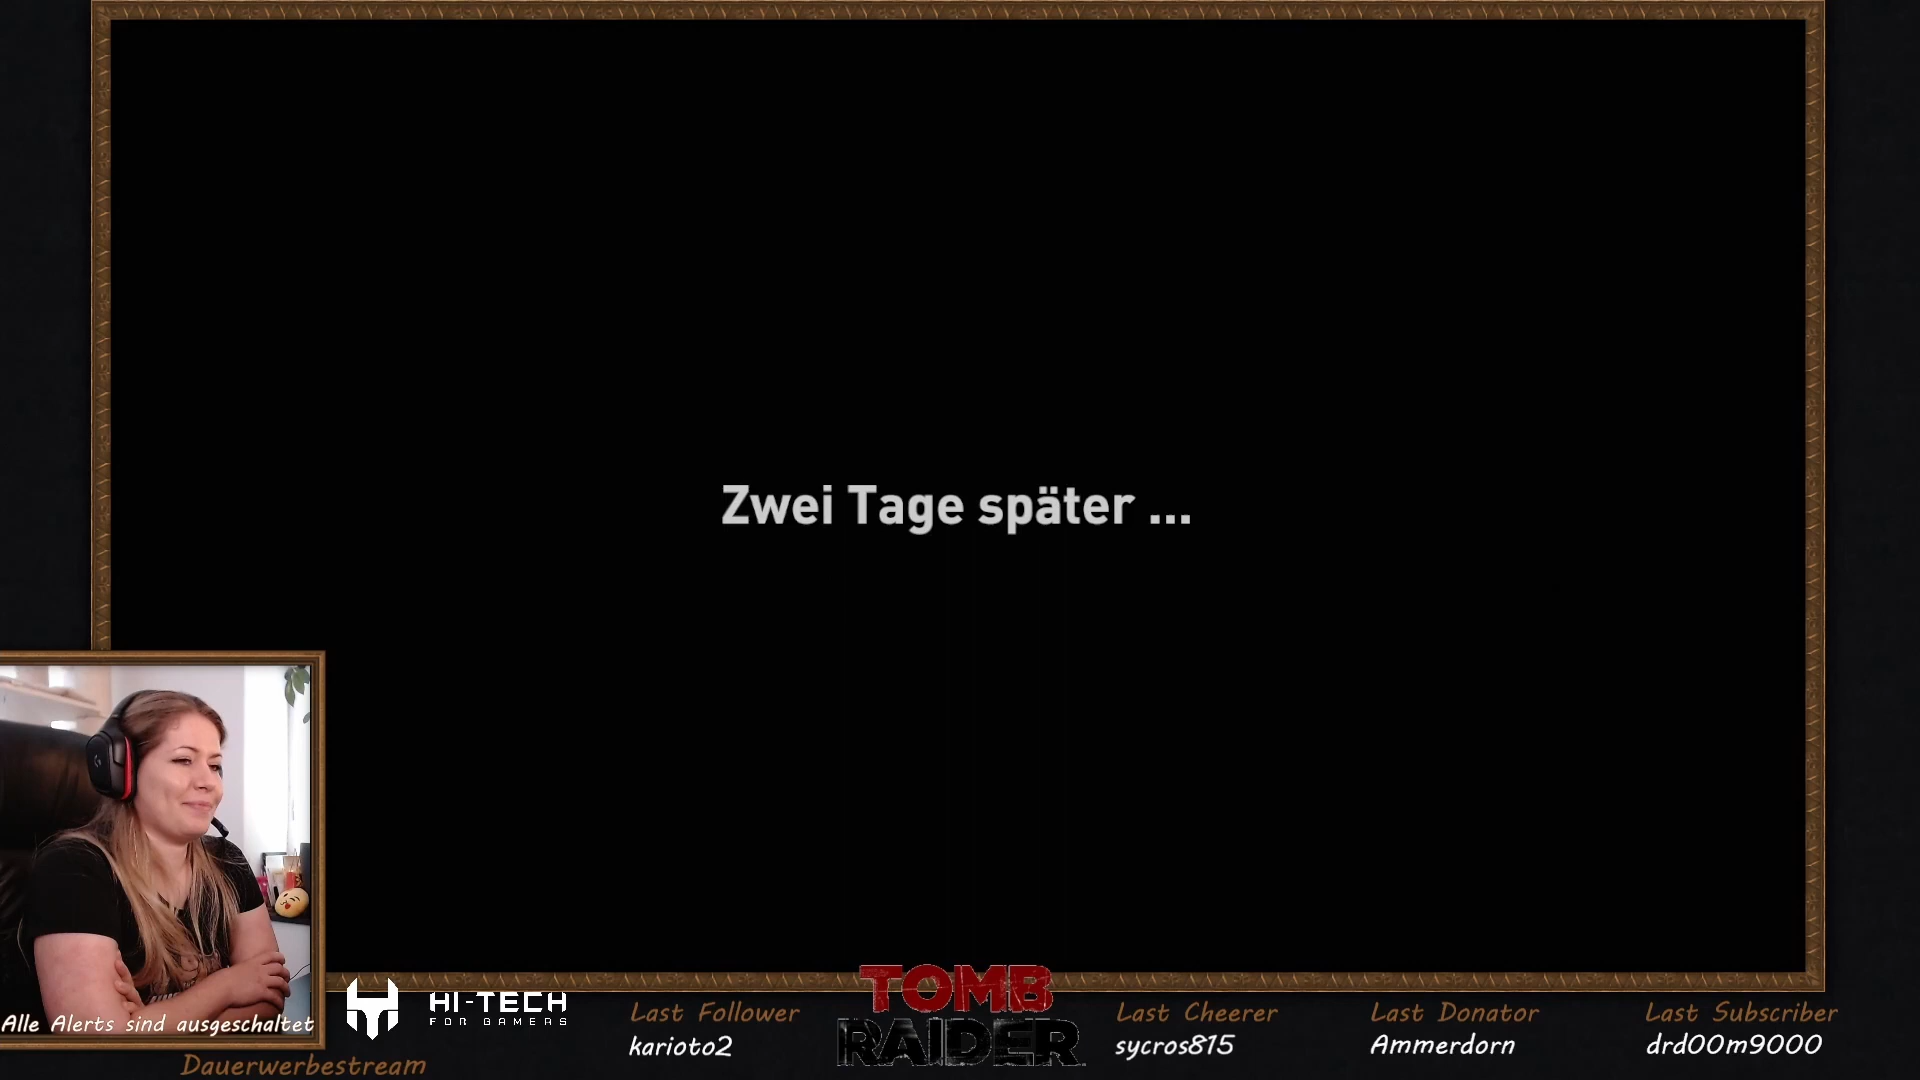 Zwei Tage später ...
Alle Alerts sind ausgeschaltet
Dauerwerbestream
HI-TECH
FOR GAMERS
Last Follower
karioto2
TOMB
RAIDER
Last Cheerer
sycros815
Last Donator
Ammerdorn
Last Subscriber
drd00m9000